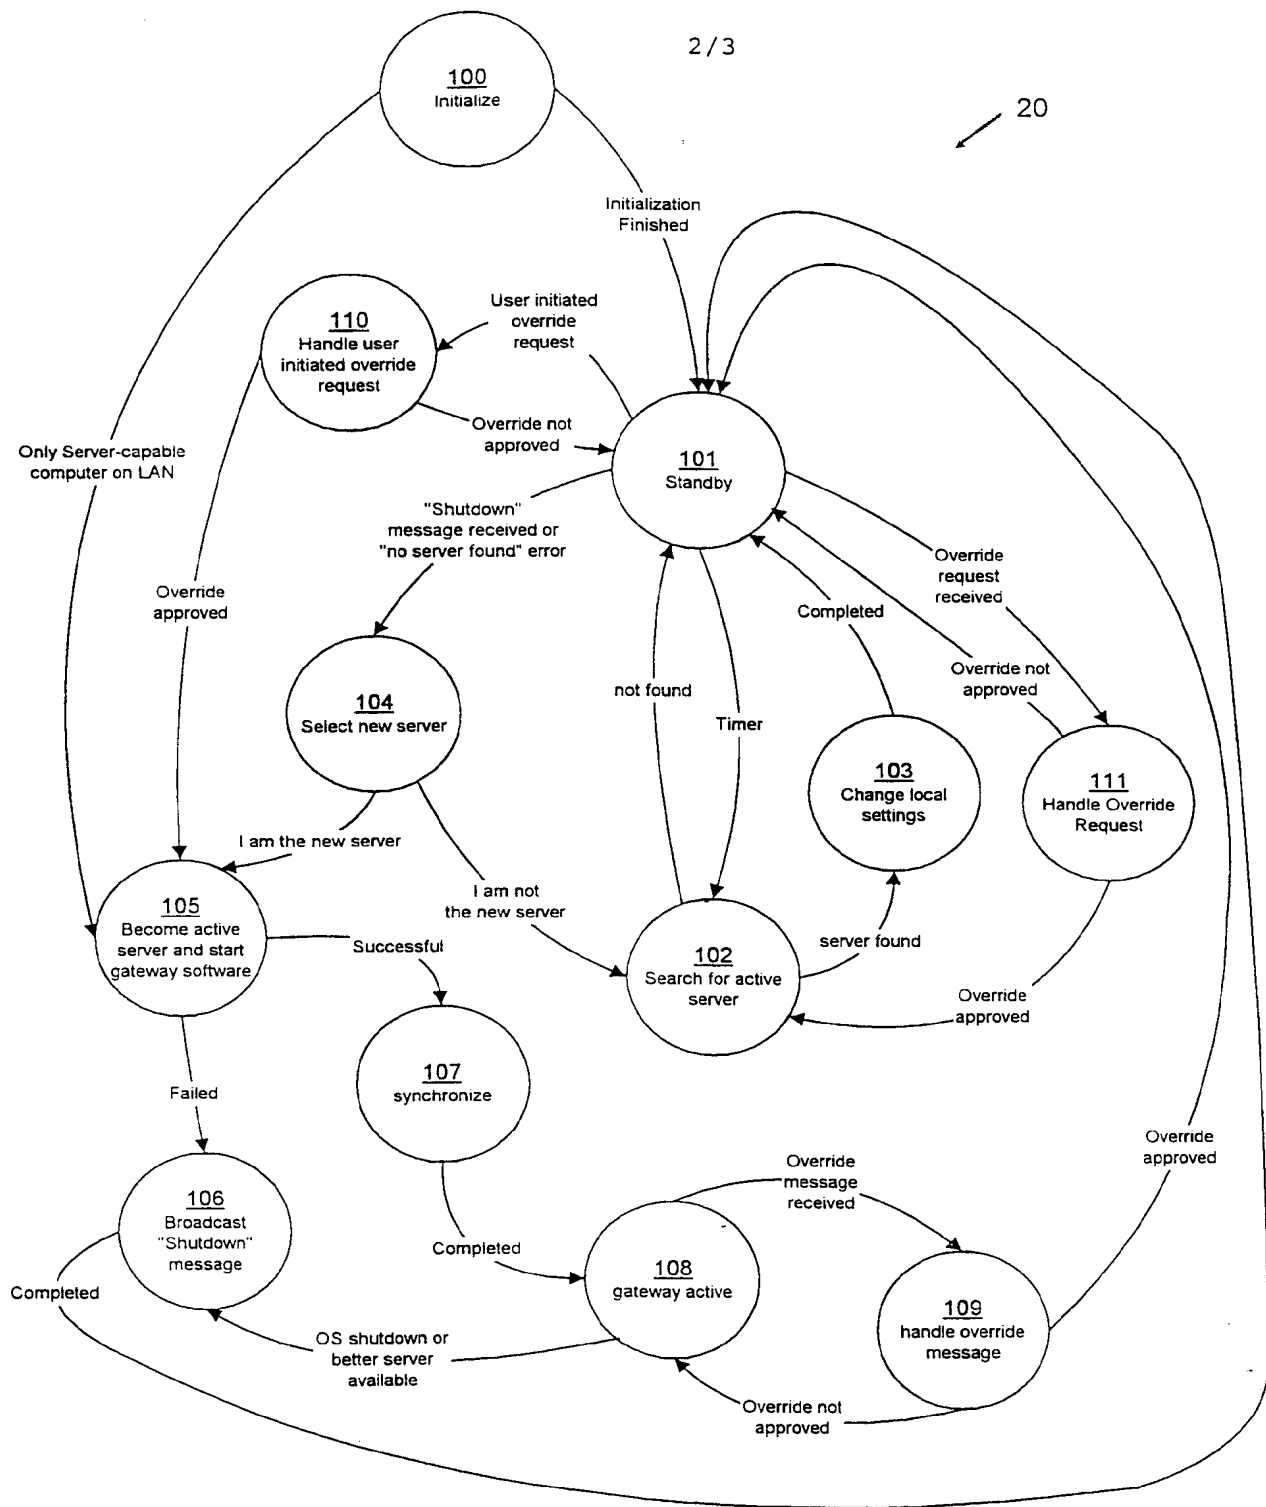 2/3
20
100
Initialize
Initialization
Finished
110
Handle user
initiated override
request
User initiated
override
request
Override not
approved
101
Standby
Only Server-capable
computer on LAN
"Shutdown"
message received or
"no server found" error
Override
request
received
Override
approved
Completed
Override not
approved
104
Select new server
not found
Timer
103
Change local
settings
111
Handle Override
Request
I am the new server
I am not
the new server
105
Become active
server and start
gateway software
Successful
102
Search for active
server
server found
Override
approved
107
synchronize
Failed
Override
approved
106
Broadcast
"Shutdown"
message
Override
message
received
Completed
Completed
108
gateway active
109
handle override
message
OS shutdown or
better server
available
Override not
approved